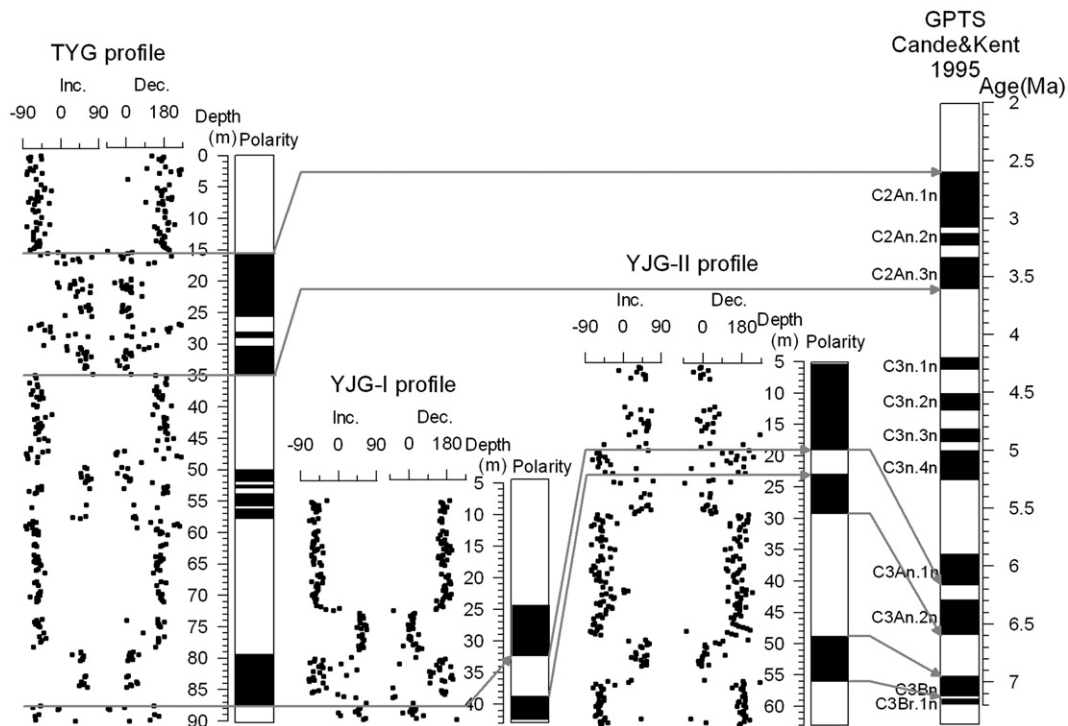 GPTS
Cande&Kent
1995
Age(Ma)
TYG profile
Inc. Dec.
-90 0 90 0 180
Depth
(m) Polarity
0
5
10
15
20
25
30
35
40
45
50
55
60
65
70
75
80
85
90
YJG-I profile
Inc. Dec.
-90 0 90 0 180
Depth
(m) Polarity
5
10
15
20
25
30
35
40
YJG-II profile
Inc. Dec.
-90 0 90 0 180
Depth
(m) Polarity
5
10
15
20
25
30
35
40
45
50
55
60
C2An.1n
C2An.2n
C2An.3n
C3n.1n
C3n.2n
C3n.3n
C3n.4n
C3An.1n
C3An.2n
C3Bn
C3Br.1n
2
2.5
3
3.5
4
4.5
5
5.5
6
6.5
7